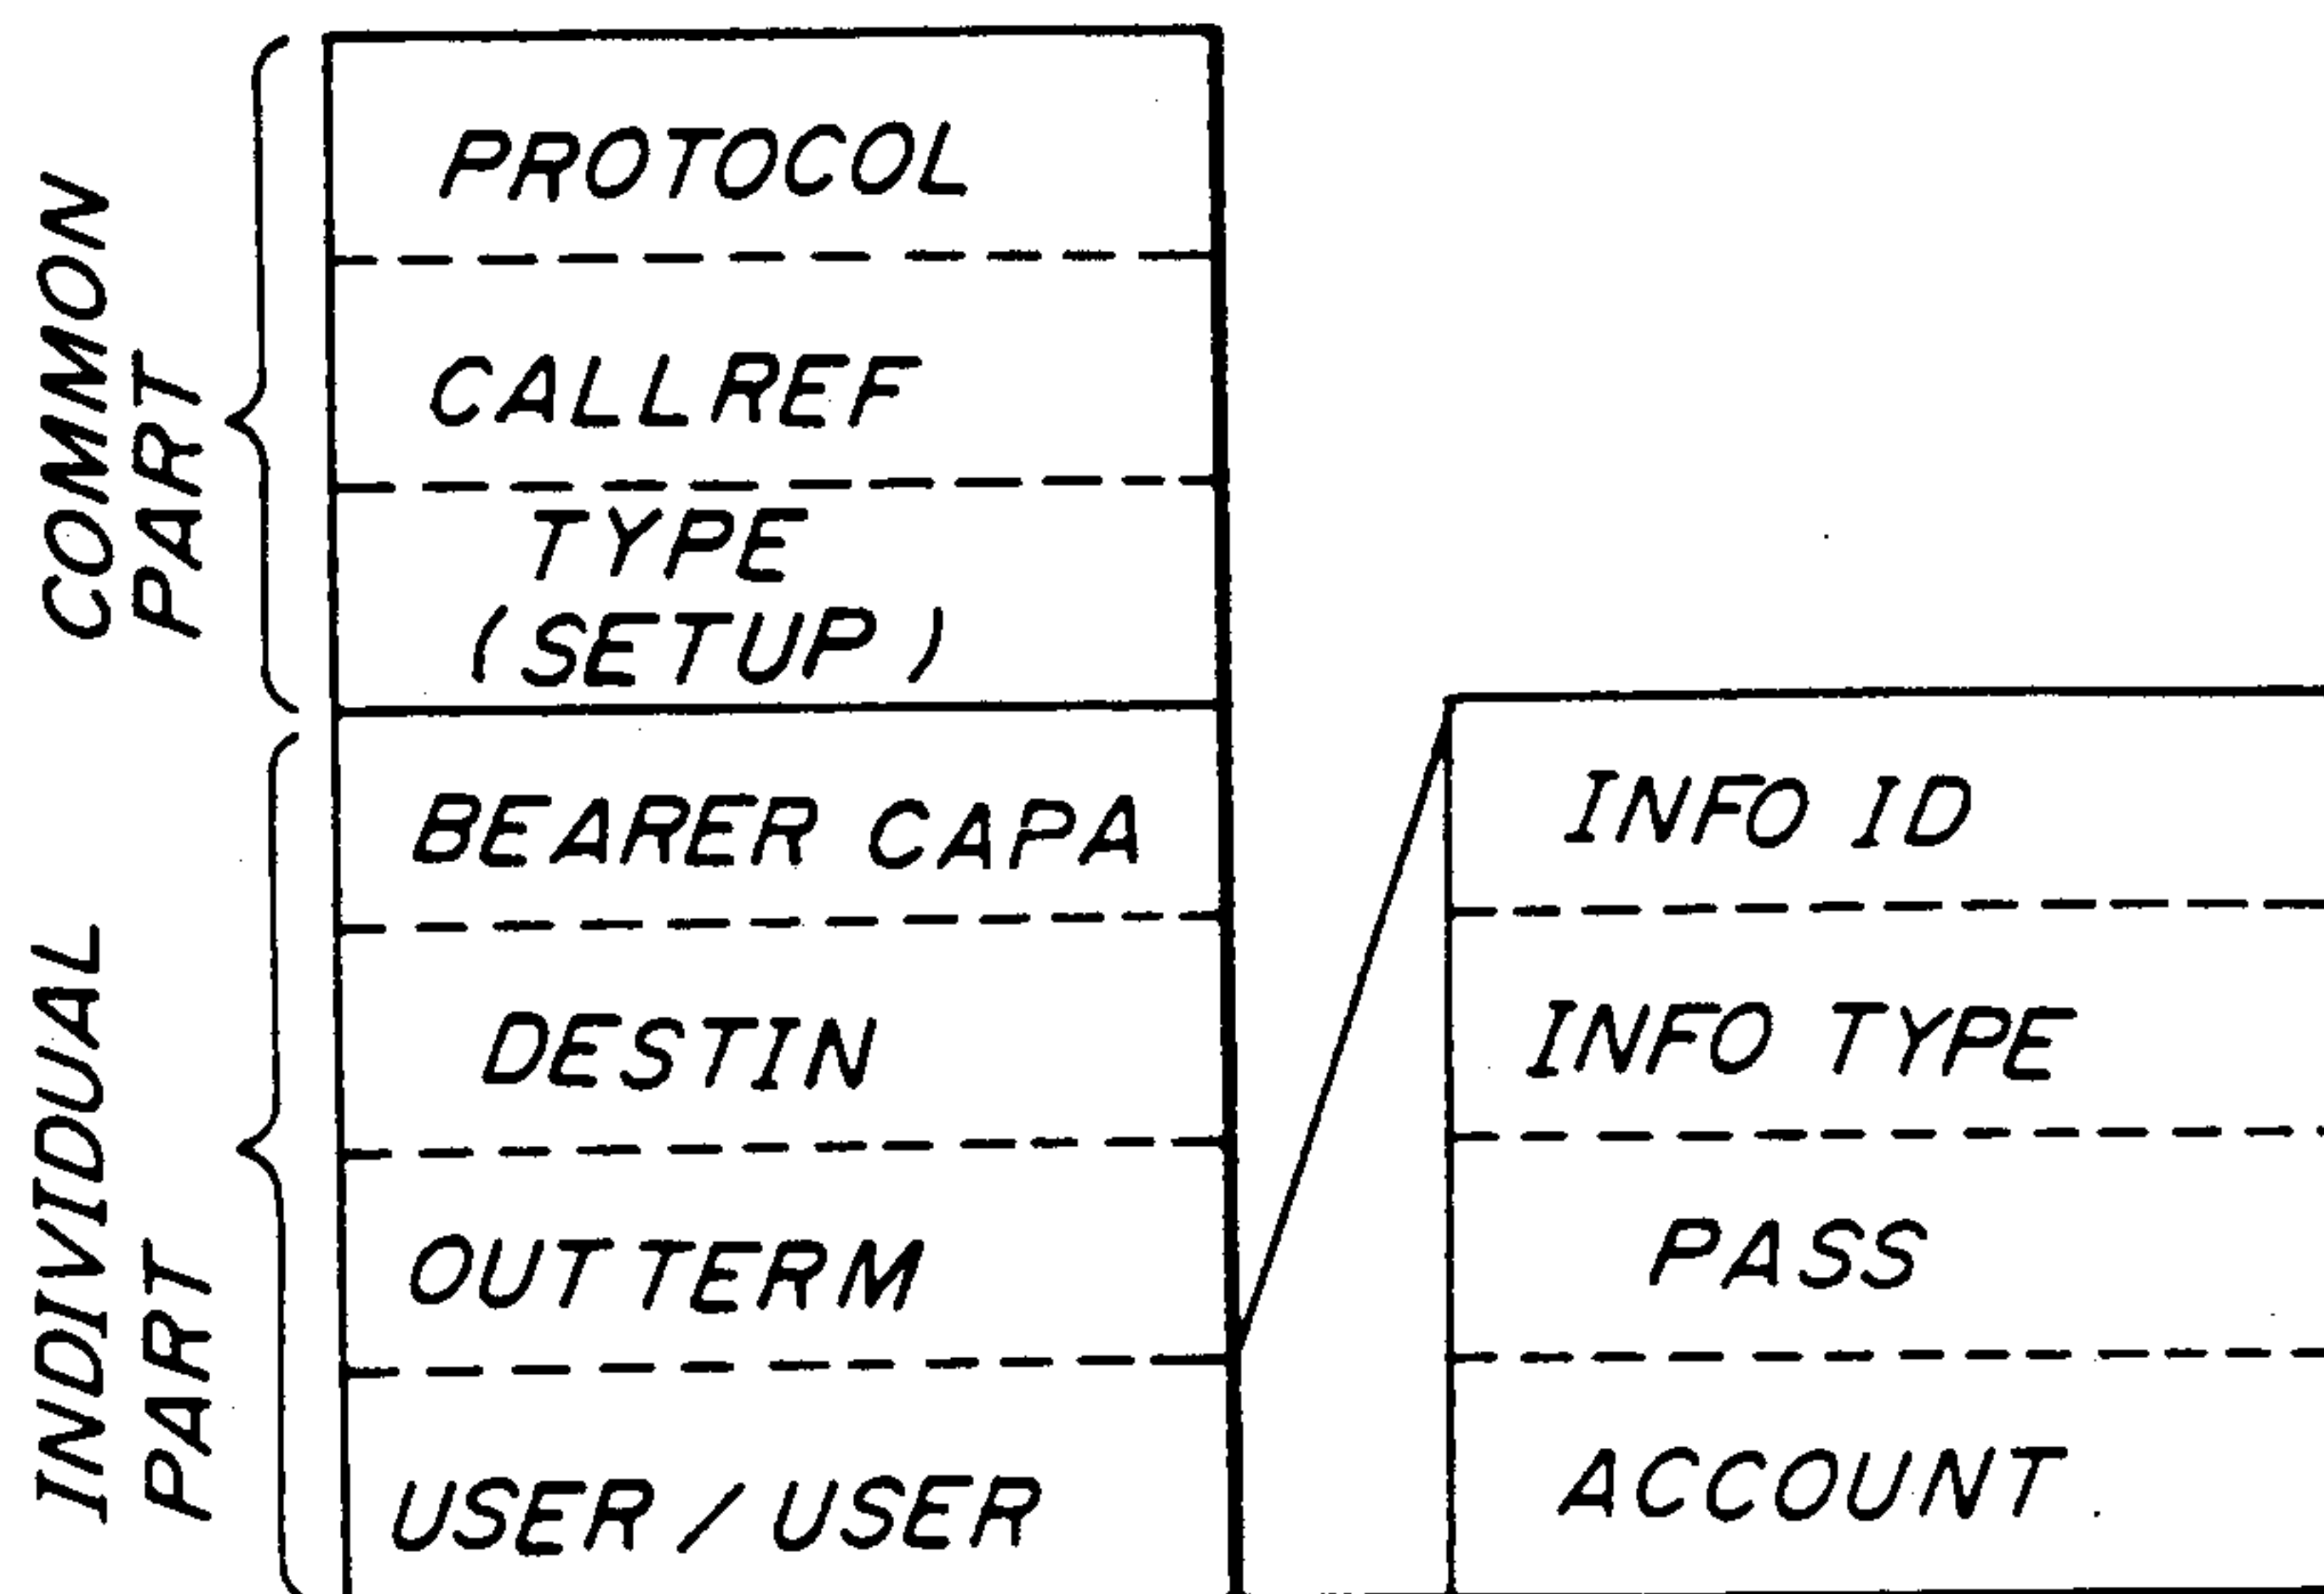 COMMON
PART
PROTOCOL
CALLREF
TYPE
(SETUP)
INDIVIDUAL
PART
BEARER CAPA
DESTIN
OUTTERM
USER/USER
INFO ID
INFO TYPE
PASS
ACCOUNT